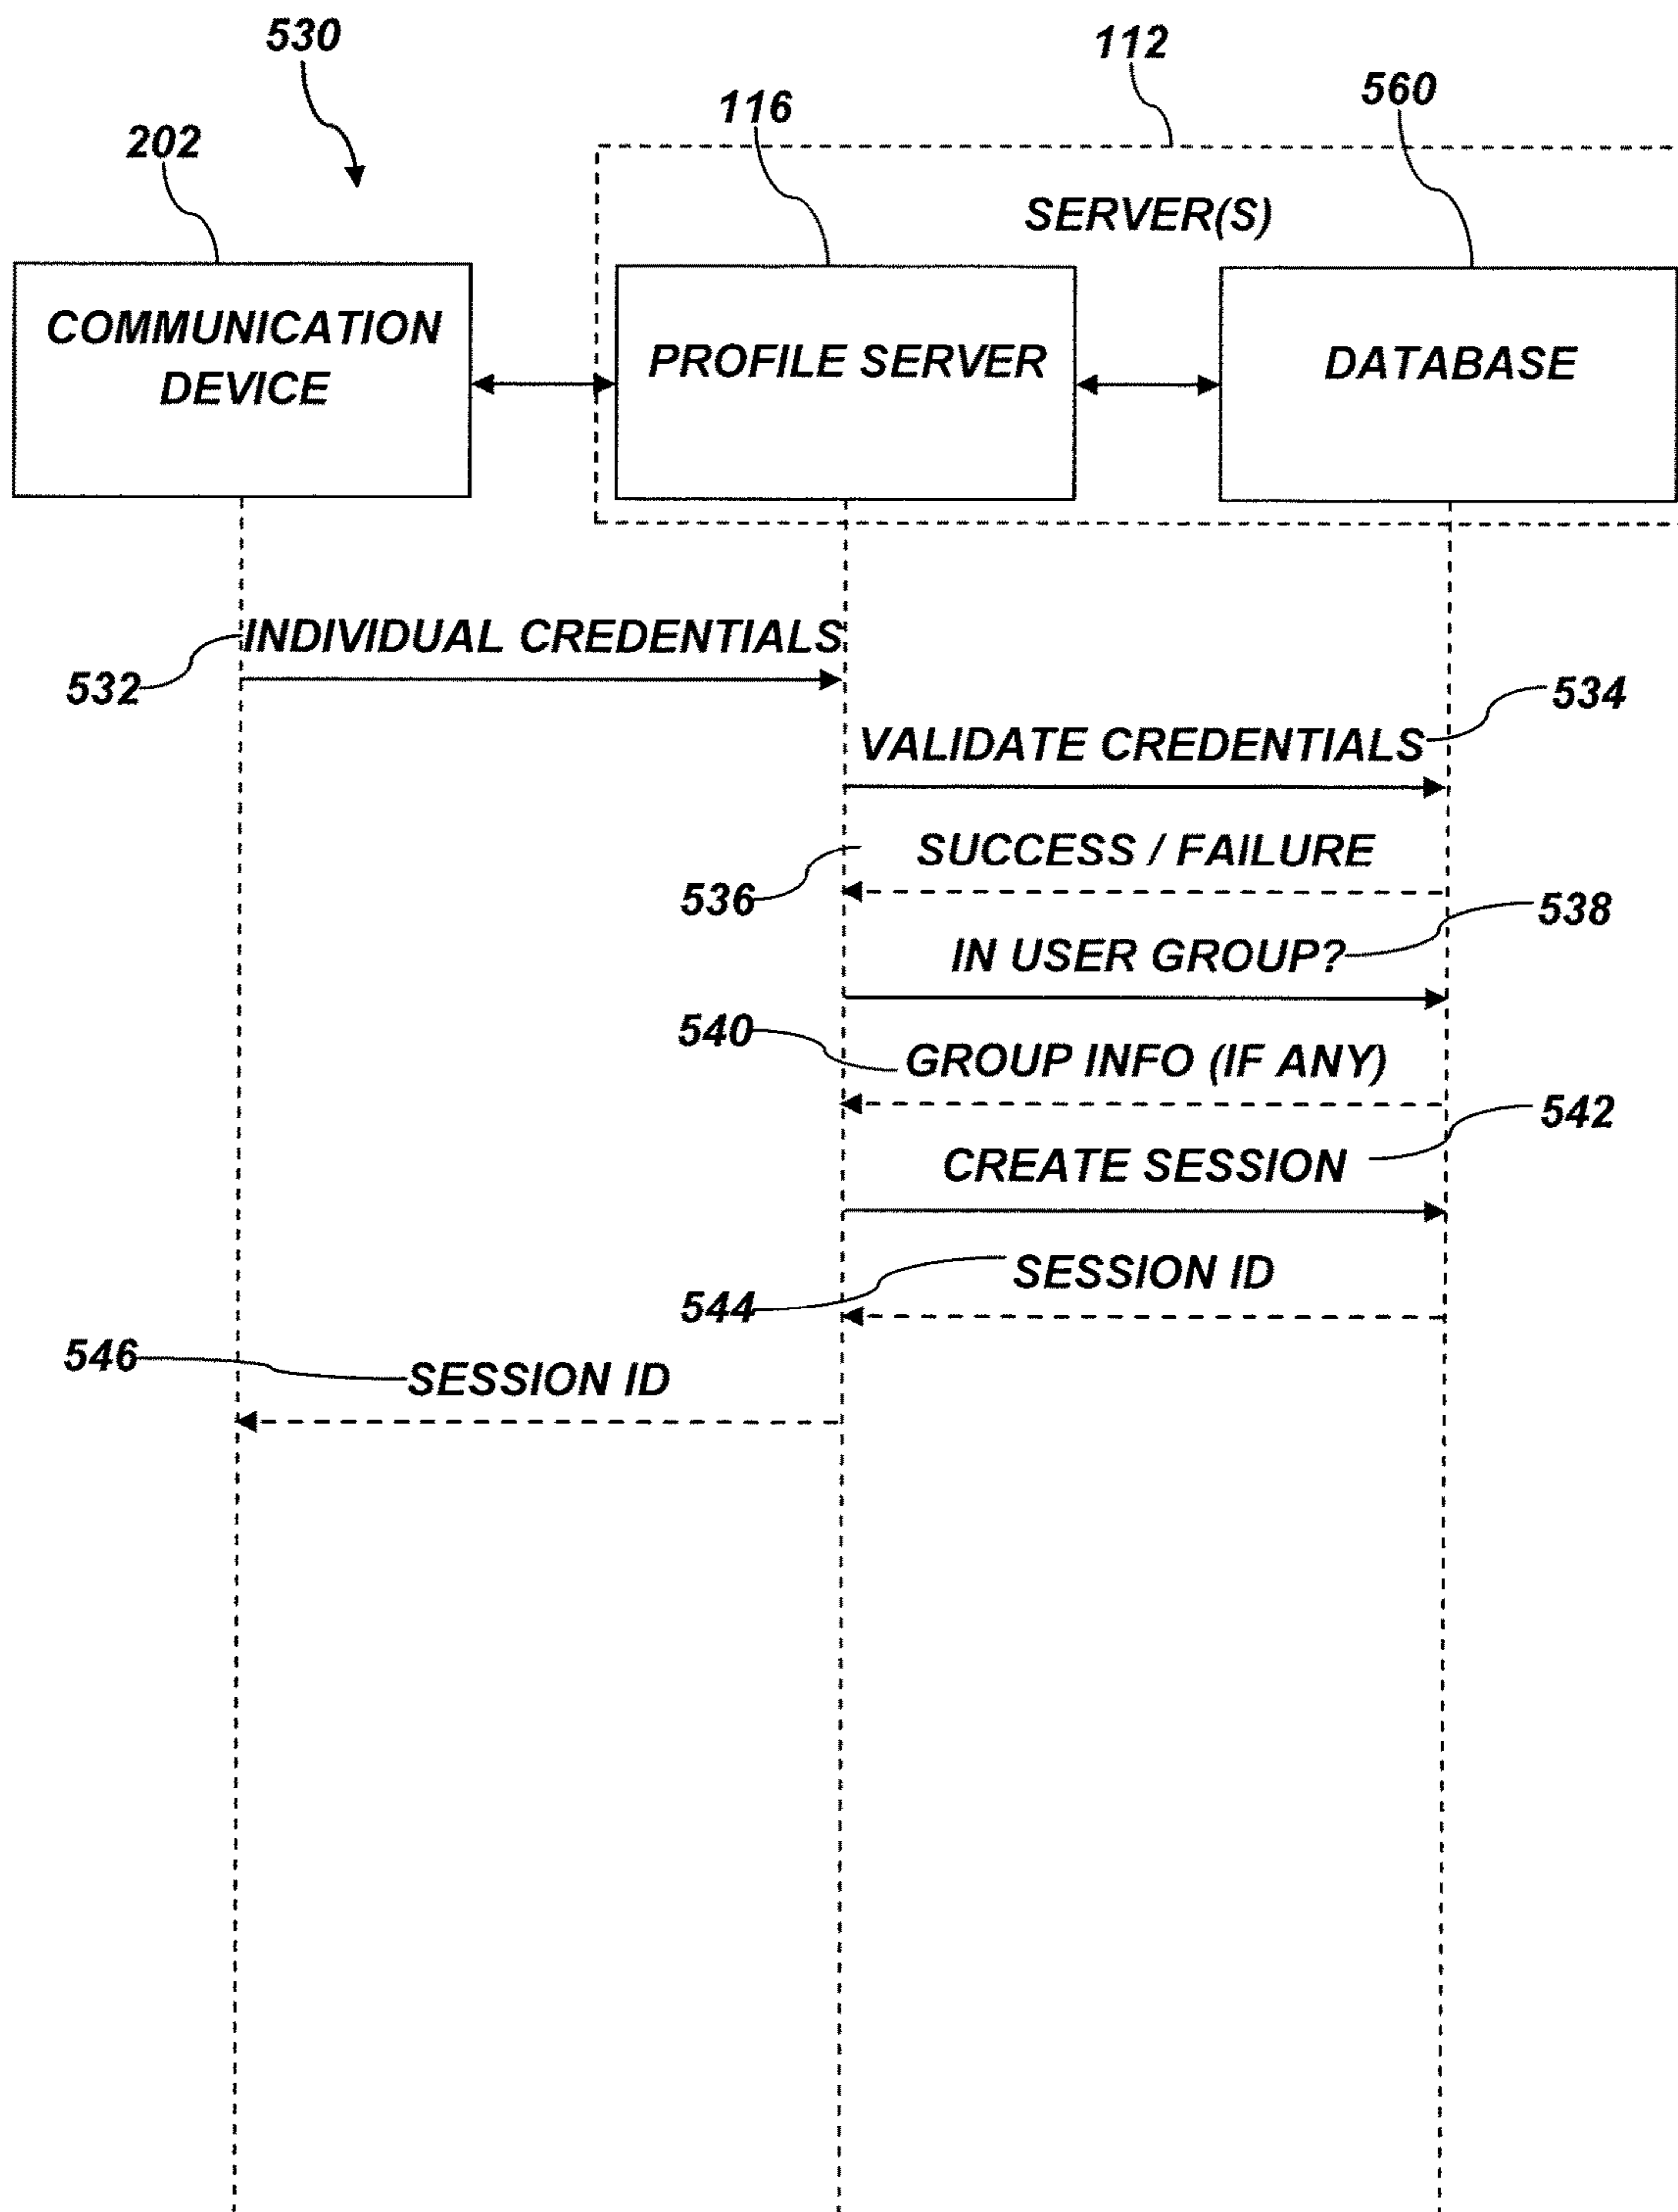 530
112
560
116
202
SERVER(S)
COMMUNICATION
DEVICE
PROFILE SERVER
DATABASE
INDIVIDUAL CREDENTIALS
532
534
VALIDATE CREDENTIALS
SUCCESS / FAILURE
536
538
IN USER GROUP?
540
GROUP INFO (IF ANY)
542
CREATE SESSION
SESSION ID
544
546
SESSION ID